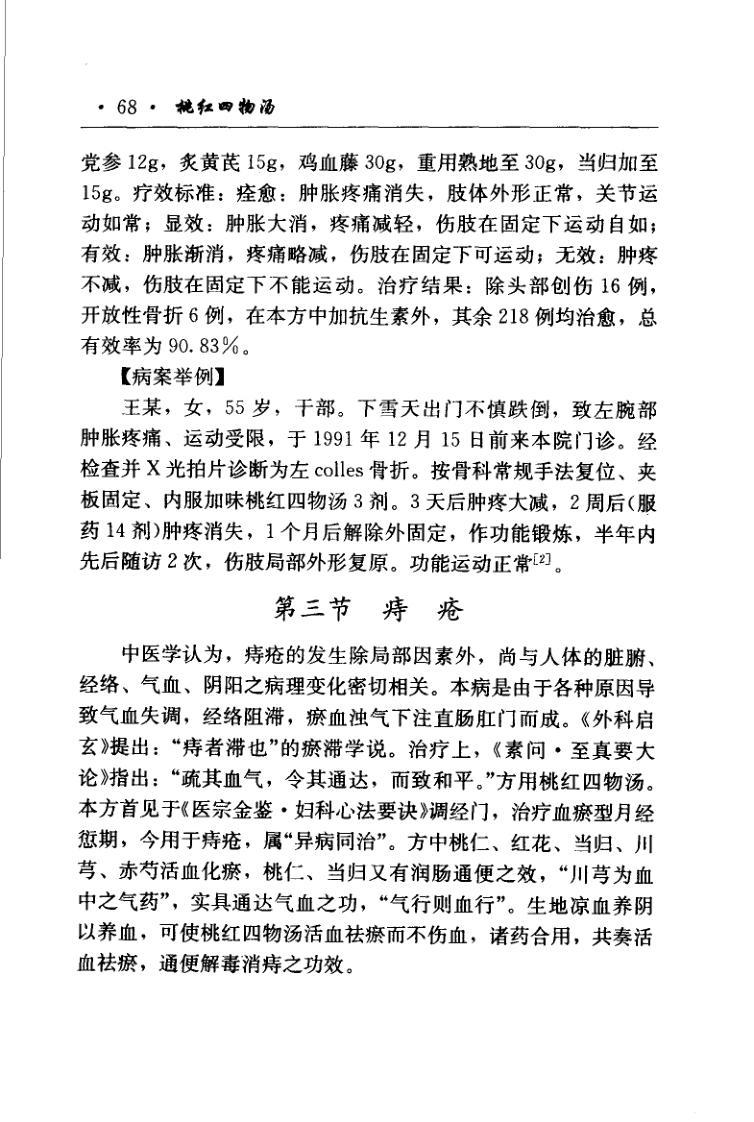 · 68 · 桃红四物汤
党参 12g，炙黄芪 15g，鸡血藤 30g，重用熟地至 30g，当归加至
15g。疗效标准：痊愈：肿胀疼痛消失，肢体外形正常，关节运
动如常；显效：肿胀大消，疼痛减轻，伤肢在固定下运动自如；
有效：肿胀渐消，疼痛略减，伤肢在固定下可运动；无效：肿疼
不减，伤肢在固定下不能运动。治疗结果：除头部创伤 16 例，
开放性骨折 6 例，在本方中加抗生素外，其余 218 例均治愈，总
有效率为 90.83%。
【病案举例】
王某，女，55 岁，干部。下雪天出门不慎跌倒，致左腕部
肿胀疼痛、运动受限，于 1991 年 12 月 15 日前来本院门诊。经
检查并 X 光拍片诊断为左 colles 骨折。按骨科常规手法复位、夹
板固定、内服加味桃红四物汤 3 剂。3 天后肿疼大减，2 周后(服
药 14 剂)肿疼消失，1 个月后解除外固定，作功能锻炼，半年内
先后随访 2 次，伤肢局部外形复原。功能运动正常[2]。
第三节 痔 疮
中医学认为，痔疮的发生除局部因素外，尚与人体的脏腑、
经络、气血、阴阳之病理变化密切相关。本病是由于各种原因导
致气血失调，经络阻滞，瘀血浊气下注直肠肛门而成。《外科启
玄》提出：“痔者滞也”的瘀滞学说。治疗上，《素问·至真要大
论》指出：“疏其血气，令其通达，而致和平。”方用桃红四物汤。
本方首见于《医宗金鉴·妇科心法要诀》调经门，治疗血瘀型月经
愆期，今用于痔疮，属“异病同治”。方中桃仁、红花、当归、川
芎、赤芍活血化瘀，桃仁、当归又有润肠通便之效，“川芎为血
中之气药”，实具通达气血之功，“气行则血行”。生地凉血养阴
以养血，可使桃红四物汤活血祛瘀而不伤血，诸药合用，共奏活
血祛瘀，通便解毒消痔之功效。